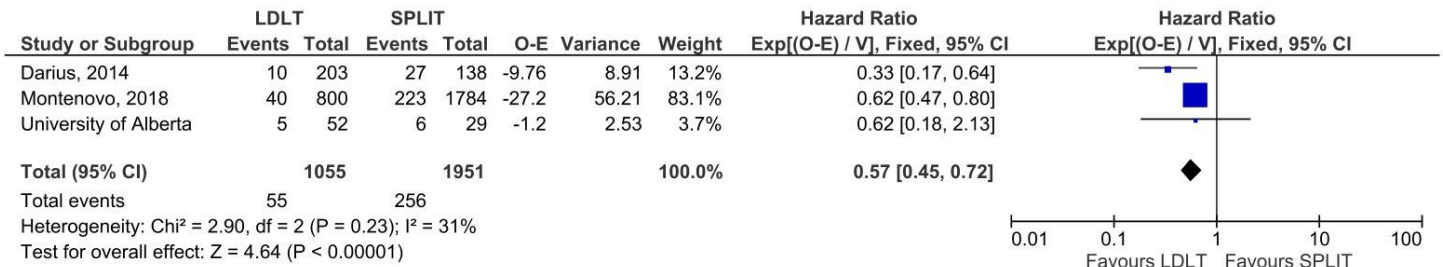 LDLT SPLIT Hazard Ratio Hazard Ratio
Study or Subgroup Events Total Events Total O-E Variance Weight Exp[(O-E) / V], Fixed, 95% CI Exp[(O-E) / V], Fixed, 95% CI
Darius, 2014 10 203 27 138 -9.76 8.91 13.2% 0.33 [0.17, 0.64]
Montenovo, 2018 40 800 223 1784 -27.2 56.21 83.1% 0.62 [0.47, 0.80]
University of Alberta 5 52 6 29 -1.2 2.53 3.7% 0.62 [0.18, 2.13]
Total (95% CI) 1055 1951 100.0% 0.57 [0.45, 0.72]
Total events 55 256
Heterogeneity: Chi² = 2.90, df = 2 (P = 0.23); I² = 31%
Test for overall effect: Z = 4.64 (P < 0.00001)
0.01 0.1 1 10 100
Favours LDLT Favours SPLIT